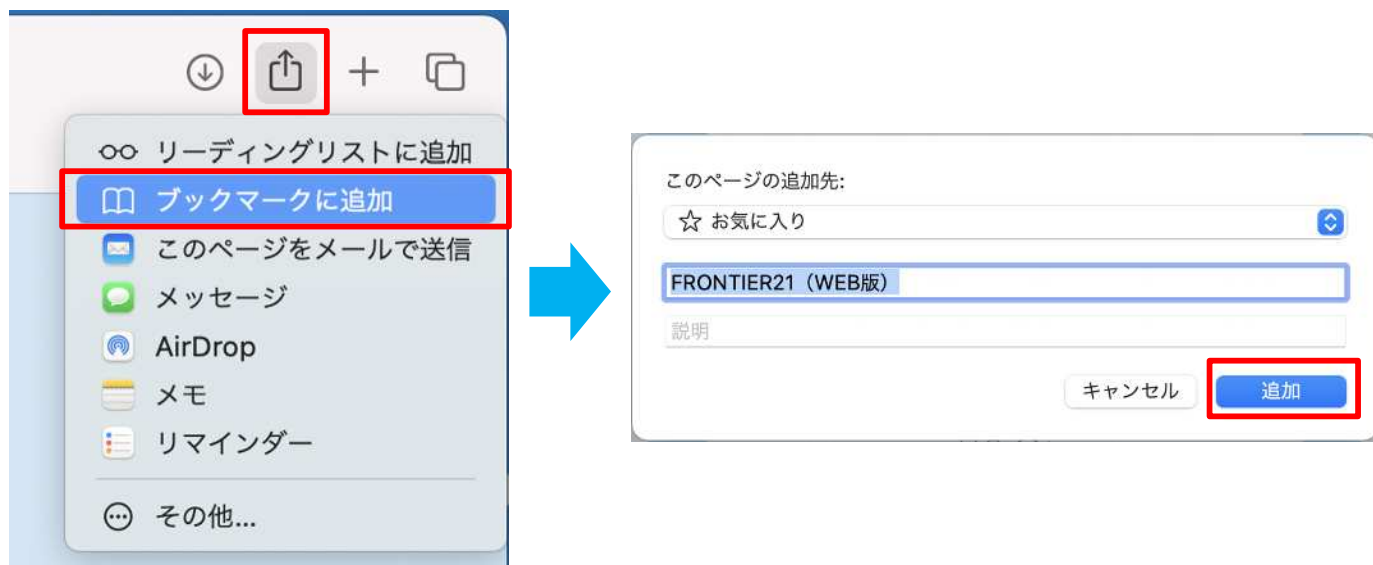 リーディングリストに追加
ブックマークに追加
このページをメールで送信
メッセージ
AirDrop
メモ
リマインダー
その他...
このページの追加先:
お気に入り
FRONTIER21（WEB版）
説明
キャンセル
追加